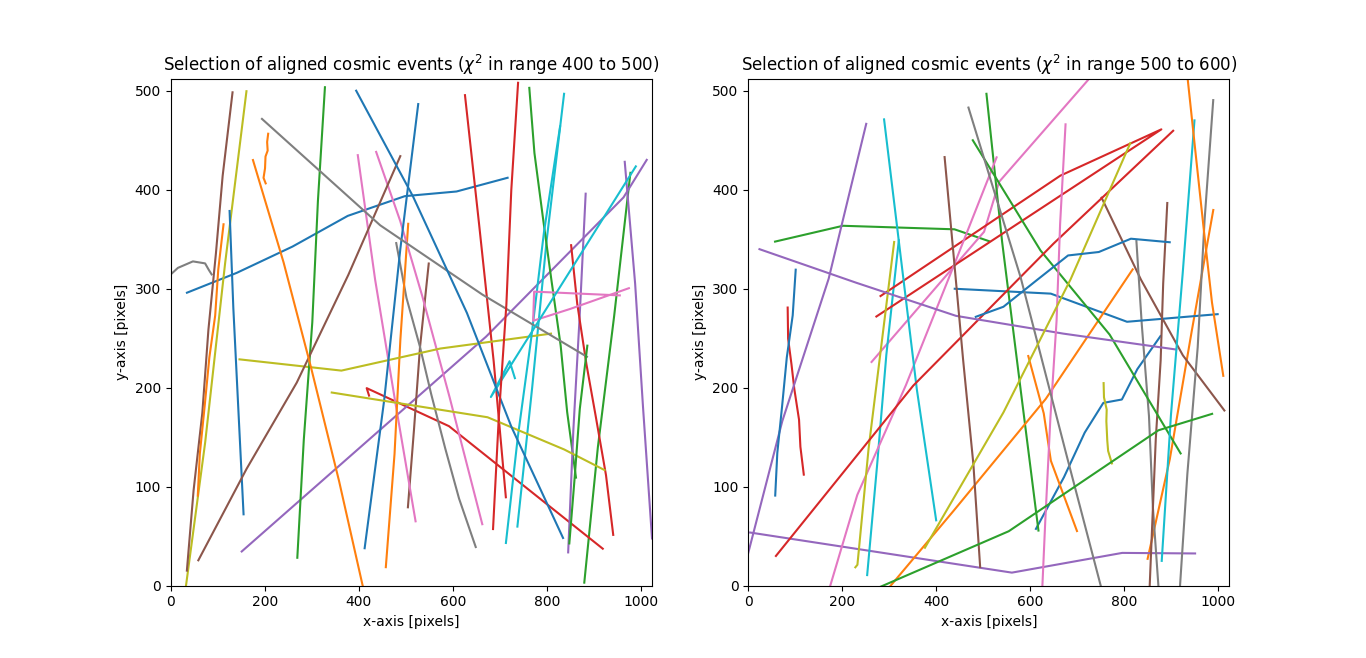 Selection of aligned cosmic events (χ² in range 400 to 500)
500
400
300
200
100
0
y-axis [pixels]
0 200 400 600 800 1000
x-axis [pixels]
Selection of aligned cosmic events (χ² in range 500 to 600)
500
400
300
200
100
0
y-axis [pixels]
0 200 400 600 800 1000
x-axis [pixels]